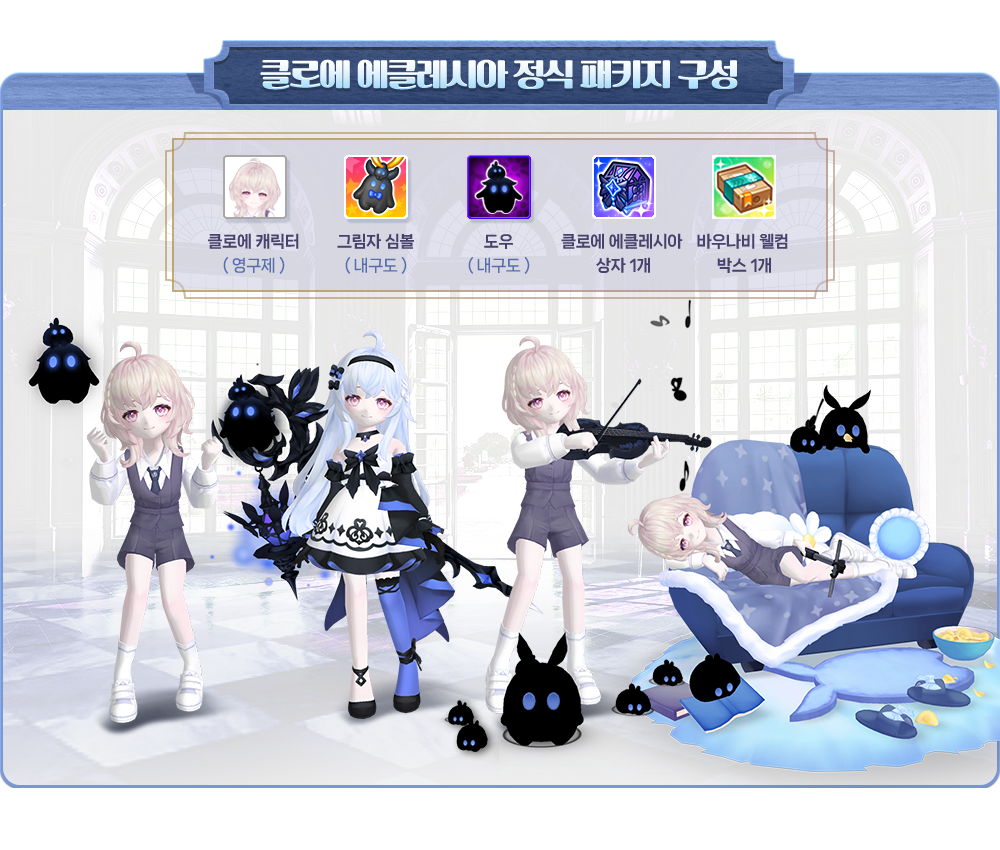 클로에 에클레시아 정식 패키지 구성
클로에 캐릭터
( 영구제 )
그림자 심볼
( 내구도 )
도우
( 내구도 )
클로에 에클레시아
상자 1개
바우나비 웰컴
박스 1개